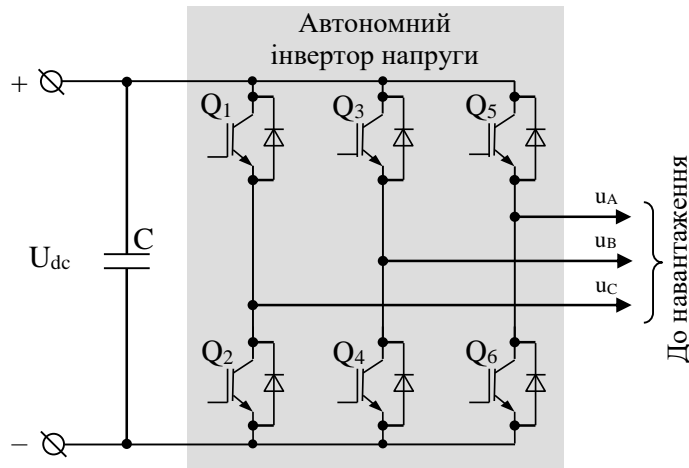 Автономний
інвертор напруги
+
Q1
Q3
Q5
uA
uB
uC
До навантаження
Udc
C
Q2
Q4
Q6
–